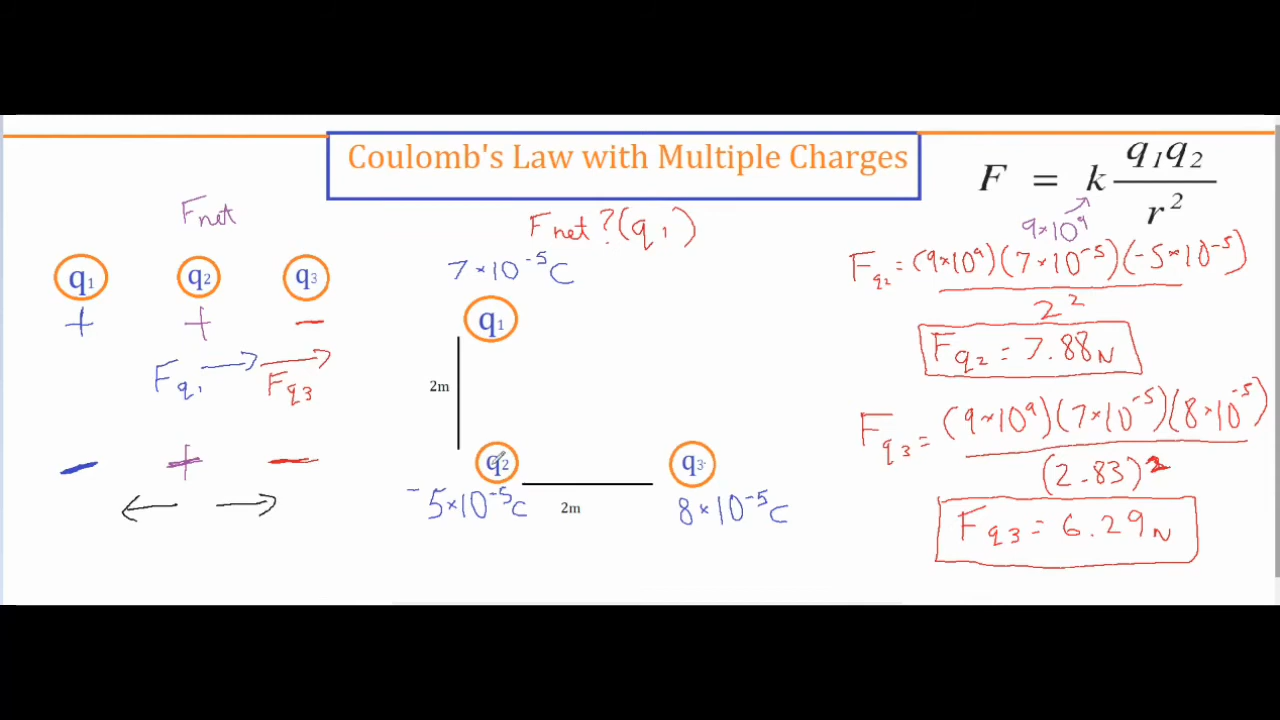 Coulomb's Law with Multiple Charges
F = k q1q2 / r²
9×10⁹
Fnet
q1 q2 q3
+ + −
Fq1 → Fq3 →
− + −
← →
Fnet?(q1)
7×10⁻⁵C
q1
2m
q2
q3
-5×10⁻⁵C
2m
8×10⁻⁵C
Fq2 = (9×10⁹)(7×10⁻⁵)(-5×10⁻⁵)
2²
Fq2 = 7.88N
Fq3 = (9×10⁹)(7×10⁻⁵)(8×10⁻⁵)
(2.83)²
Fq3 = 6.29N